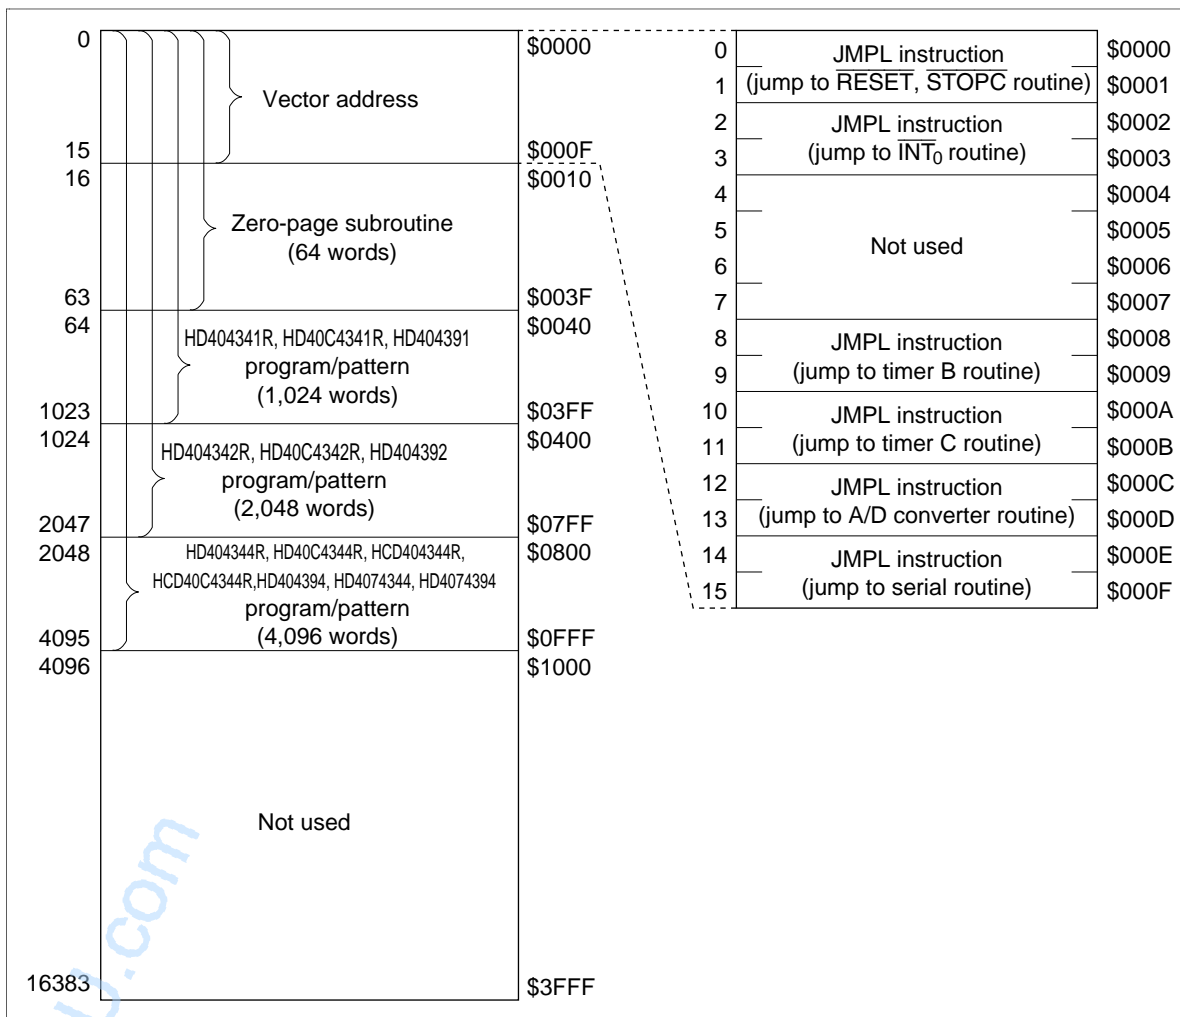 0
$0000
Vector address
15
$000F
16
$0010
Zero-page subroutine
(64 words)
63
$003F
64
$0040
HD404341R, HD40C4341R, HD404391
program/pattern
(1,024 words)
1023
$03FF
1024
$0400
HD404342R, HD40C4342R, HD404392
program/pattern
(2,048 words)
2047
$07FF
2048
$0800
HD404344R, HD40C4344R, HCD404344R,
HCD40C4344R,HD404394, HD4074344, HD4074394
program/pattern
(4,096 words)
4095
$0FFF
4096
$1000
Not used
16383
$3FFF
0
JMPL instruction
$0000
1
(jump to RESET, STOPC routine)
$0001
2
JMPL instruction
$0002
3
(jump to INT0 routine)
$0003
4
$0004
5
$0005
Not used
6
$0006
7
$0007
8
JMPL instruction
$0008
9
(jump to timer B routine)
$0009
10
JMPL instruction
$000A
11
(jump to timer C routine)
$000B
12
JMPL instruction
$000C
13
(jump to A/D converter routine)
$000D
14
JMPL instruction
$000E
15
(jump to serial routine)
$000F
U.com